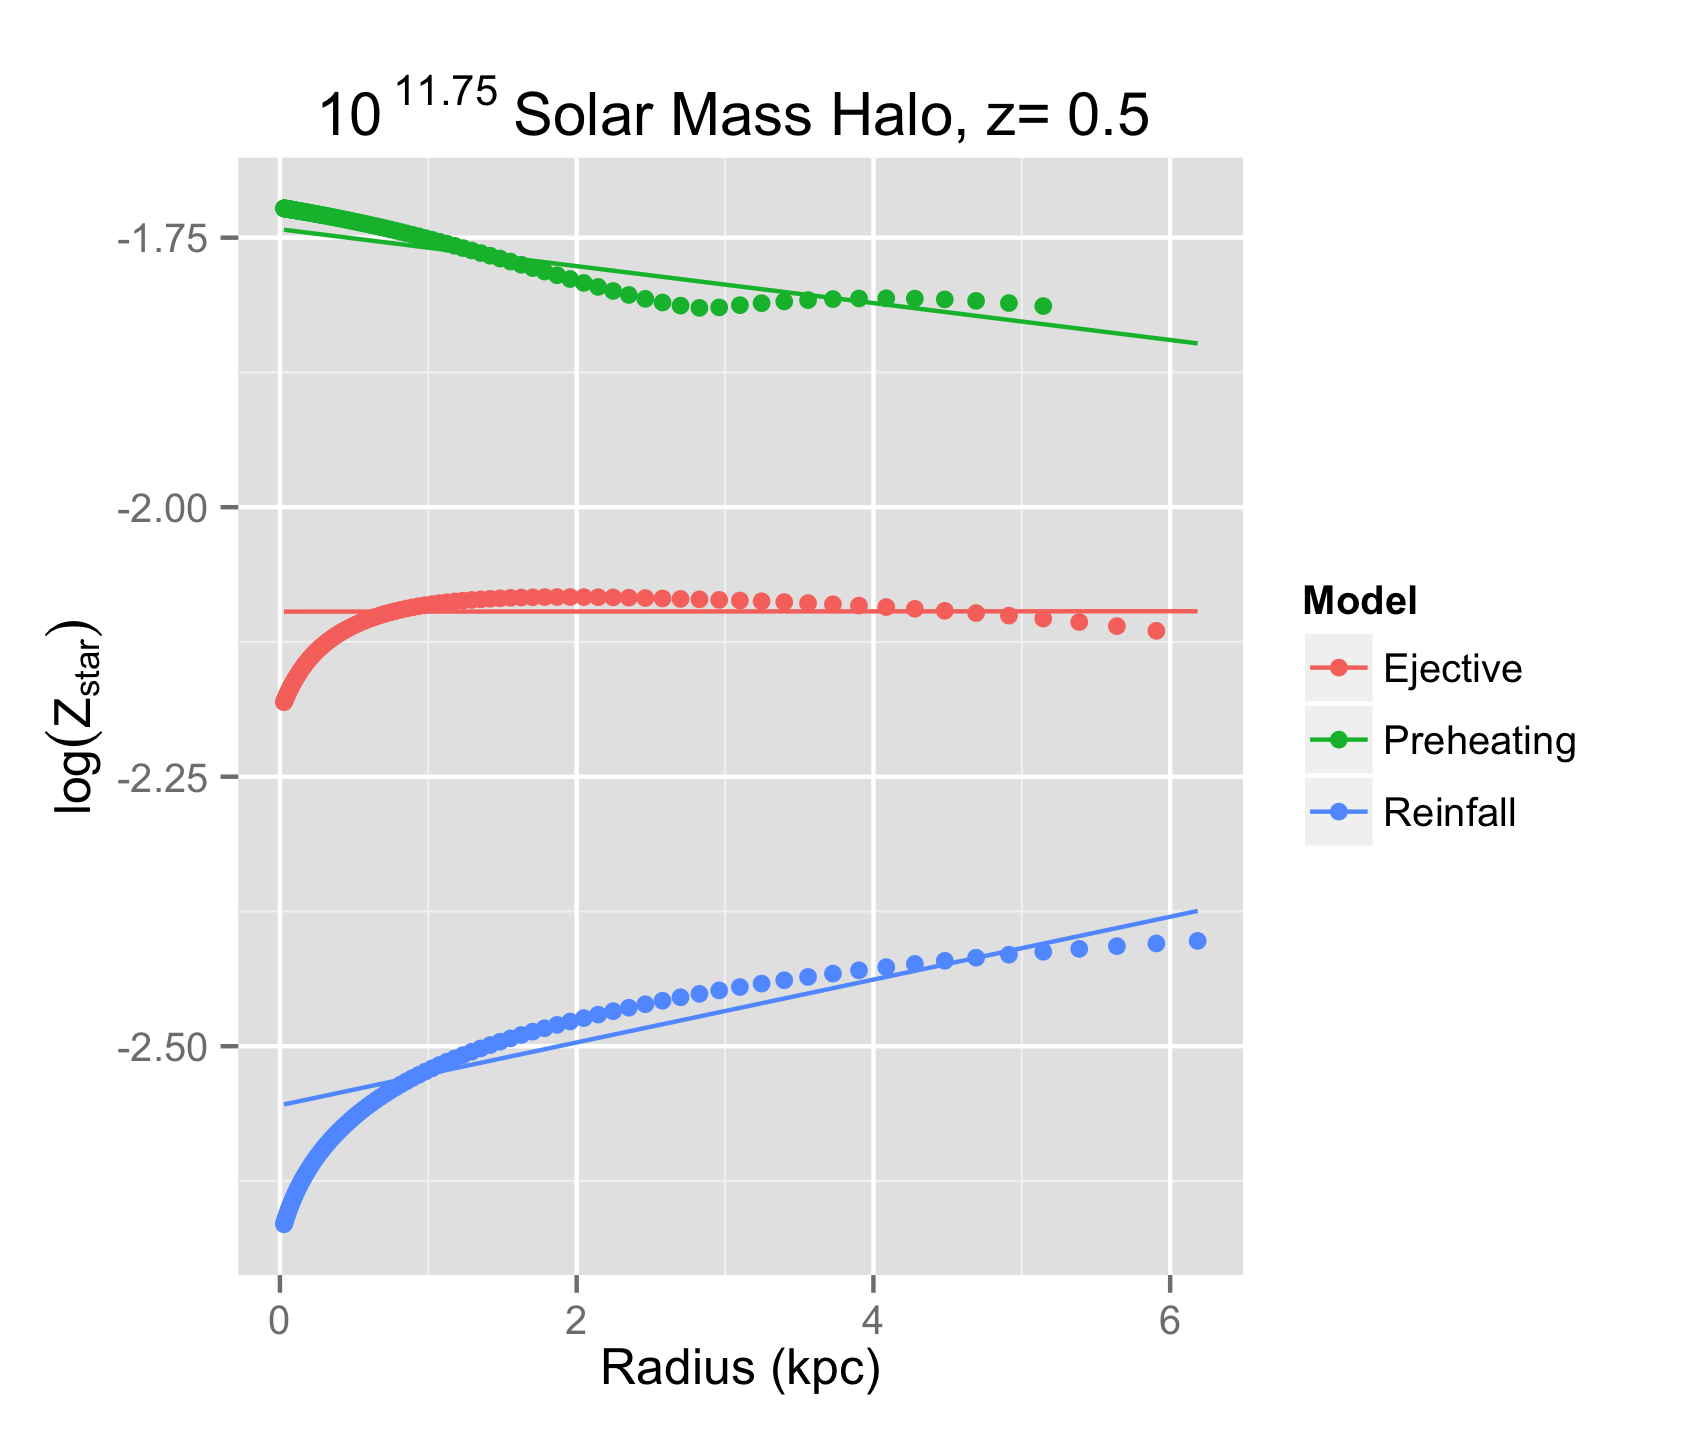 10 11.75 Solar Mass Halo, z= 0.5
-1.75
-2.00
-2.25
-2.50
log(Zstar)
0 2 4 6
Radius (kpc)
Model
Ejective
Preheating
Reinfall